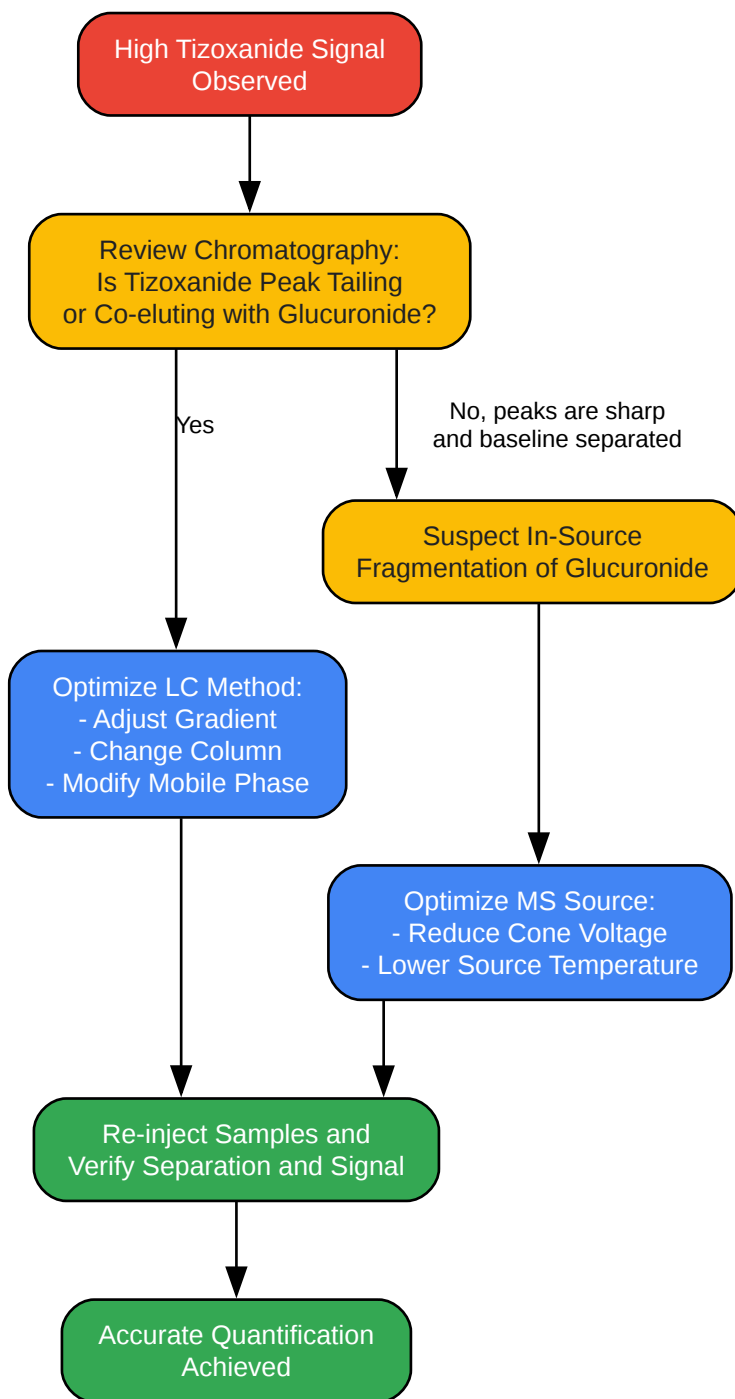 High Tizoxanide Signal
Observed
Review Chromatography:
Is Tizoxanide Peak Tailing
or Co-eluting with Glucuronide?
Yes
No, peaks are sharp
and baseline separated
Suspect In-Source
Fragmentation of Glucuronide
Optimize LC Method:
- Adjust Gradient
- Change Column
- Modify Mobile Phase
Optimize MS Source:
- Reduce Cone Voltage
- Lower Source Temperature
Re-inject Samples and
Verify Separation and Signal
Accurate Quantification
Achieved